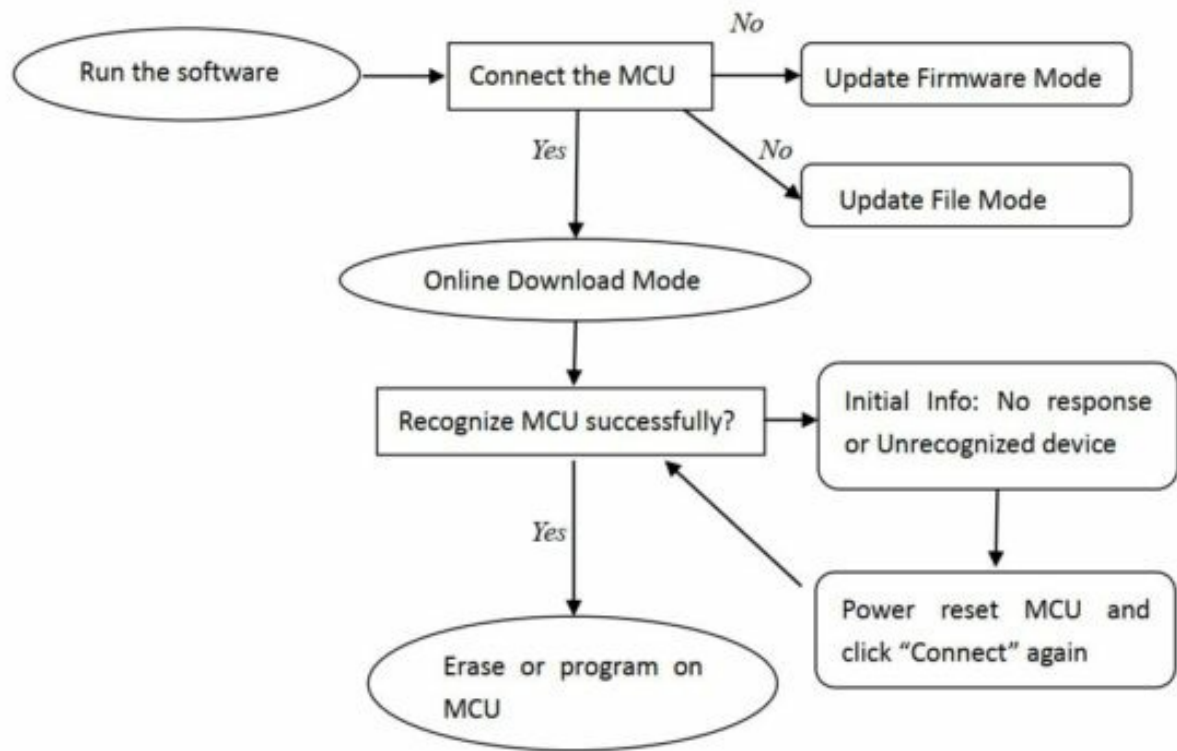 No
Run the software
Connect the MCU
Update Firmware Mode
Yes
No
Update File Mode
Online Download Mode
Recognize MCU successfully?
Initial Info: No response
or Unrecognized device
Yes
Power reset MCU and
click “Connect” again
Erase or program on
MCU